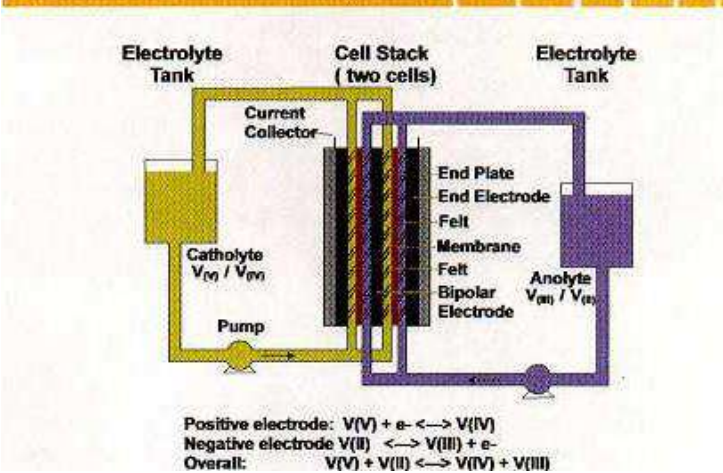 Electrolyte
Tank
Cell Stack
( two cells)
Electrolyte
Tank
Current
Collector
End Plate
End Electrode
Felt
Membrane
Felt
Bipolar
Electrode
Catholyte
V(V) / V(IV)
Anolyte
V(III) / V(II)
Pump
Positive electrode: V(V) + e- <---> V(IV)
Negative electrode V(II) <---> V(III) + e-
Overall: V(V) + V(II) <---> V(IV) + V(III)